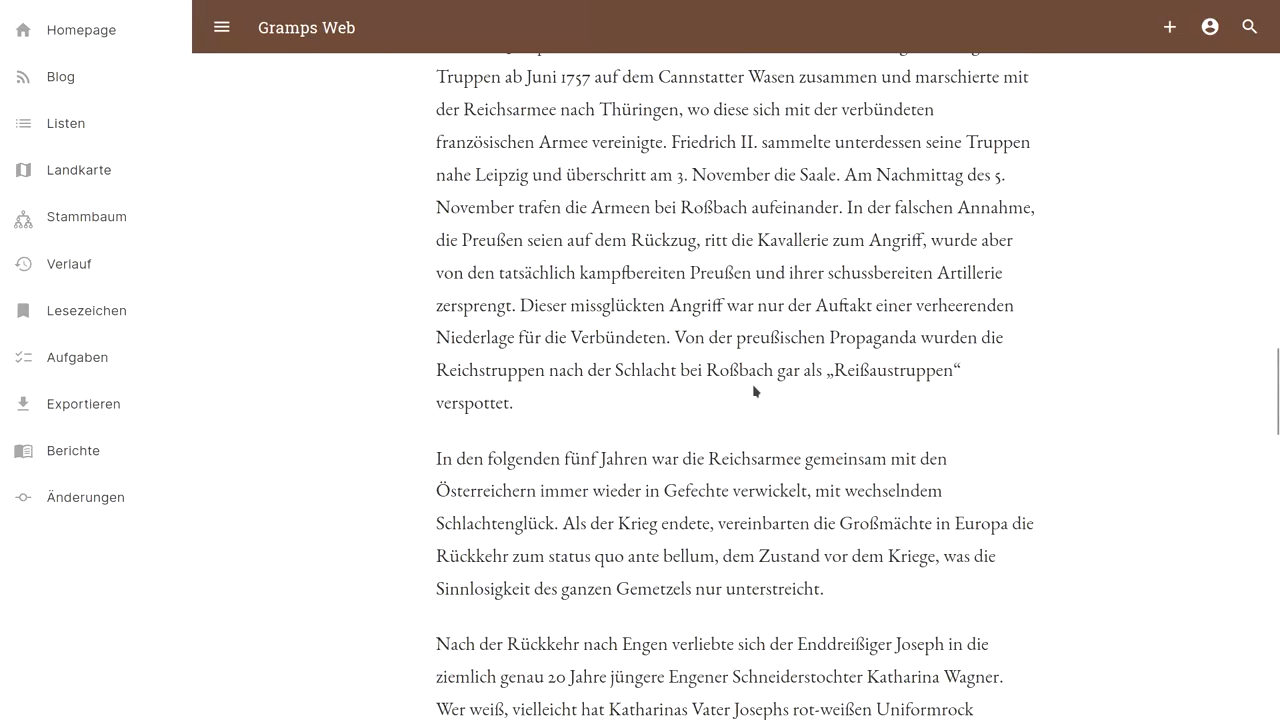 Homepage
Blog
Listen
Landkarte
Stammbaum
Verlauf
Lesezeichen
Aufgaben
Exportieren
Berichte
Änderungen
Gramps Web
Truppen ab Juni 1757 auf dem Cannstatter Wasen zusammen und marschierte mit
der Reichsarmee nach Thüringen, wo diese sich mit der verbündeten
französischen Armee vereinigte. Friedrich II. sammelte unterdessen seine Truppen
nahe Leipzig und überschritt am 3. November die Saale. Am Nachmittag des 5.
November trafen die Armeen bei Roßbach aufeinander. In der falschen Annahme,
die Preußen seien auf dem Rückzug, ritt die Kavallerie zum Angriff, wurde aber
von den tatsächlich kampfbereiten Preußen und ihrer schussbereiten Artillerie
zersprengt. Dieser missglückten Angriff war nur der Auftakt einer verheerenden
Niederlage für die Verbündeten. Von der preußischen Propaganda wurden die
Reichstruppen nach der Schlacht bei Roßbach gar als „Reißaustruppen“
verspottet.
In den folgenden fünf Jahren war die Reichsarmee gemeinsam mit den
Österreichern immer wieder in Gefechte verwickelt, mit wechselndem
Schlachtenglück. Als der Krieg endete, vereinbarten die Großmächte in Europa die
Rückkehr zum status quo ante bellum, dem Zustand vor dem Kriege, was die
Sinnlosigkeit des ganzen Gemetzels nur unterstreicht.
Nach der Rückkehr nach Engen verliebte sich der Enddreißiger Joseph in die
ziemlich genau 20 Jahre jüngere Engener Schneiderstochter Katharina Wagner.
Wer weiß, vielleicht hat Katharinas Vater Josephs rot-weißen Uniformrock